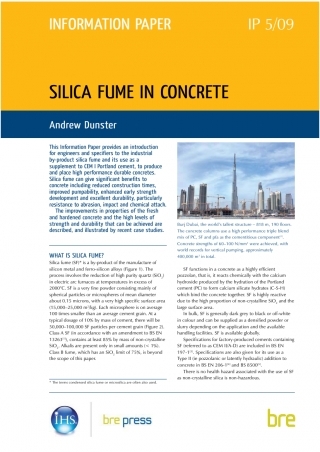 INFORMATION PAPER
IP 5/09
SILICA FUME IN CONCRETE
Andrew Dunster
This Information Paper provides an introduction
for engineers and specifiers to the industrial
by-product silica fume and its use as a
supplement to CEM I Portland cement, to produce
and place high performance durable concretes.
Silica fume can give significant benefits to
concrete including reduced construction times,
improved pumpability, enhanced early strength
development and excellent durability, particularly
resistance to abrasion, impact and chemical attack.
The improvements in properties of the fresh
and hardened concrete and the high levels of
strength and durability that can be achieved are
described, and illustrated by recent case studies.
Burj Dubai, the world's tallest structure – 
The concrete columns use a high performance triple blend
mix of PC, SF and pfa as the cementitious component
Concrete strengths of 60–100 N/mm² were achieved, with
world records for vertical pumping, approximately
WHAT IS SILICA FUME?
Silica fume (SF)* is a by-product of the manufacture
of silicon metal and ferro-silicon alloys (Figure 1). The
process involves the reduction of high purity quartz (SiO₂)
in electric arc furnaces at temperatures in excess of
2000°C. SF is a very fine powder consisting mainly of
spherical particles or microspheres of mean diameter
about 0.15 microns, with a very high specific surface area
(15,000–25,000 m²/kg). Each microsphere is on average
100 times smaller than an average cement grain. At a
typical dosage of 10% by mass of cement, there will be
50,000–100,000 SF particles per cement grain (Figure 2).
Class A SF (in accordance with an amendment to BS EN
13263), contains at least 85% by mass of non-crystalline
SiO₂. Alkalis are present only in small amounts (< 1%).
Class B fume, which has an SiO₂ limit of 75%, is beyond
the scope of this paper.
* The terms condensed silica fume or microsilica are often also used.
SF functions in a concrete as a highly efficient
pozzolan, that is, it reacts chemically with the calcium
hydroxide produced by the hydration of the Portland
cement (PC) to form calcium silicate hydrates (C-S-H)
which bind the concrete together. SF is highly reactive
due to the high proportion of non-crystalline SiO₂ and the
large surface area.
In bulk, SF is generally dark grey to black or off-white
in colour and can be supplied as a densified powder or
slurry depending on the application and the available
handling facilities. SF is available globally.
Specifications for factory produced cements containing
SF (referred to as CEM II/A-D) are included in BS EN
197-1. Specifications are also given for its use as a
Type II (ie pozzolanic or latently hydraulic) addition to
concrete in BS EN 206-1 and BS 8500.
There is no health hazard associated with the use of SF
as non-crystalline silica is non-hazardous.
IHS
bre press
bre